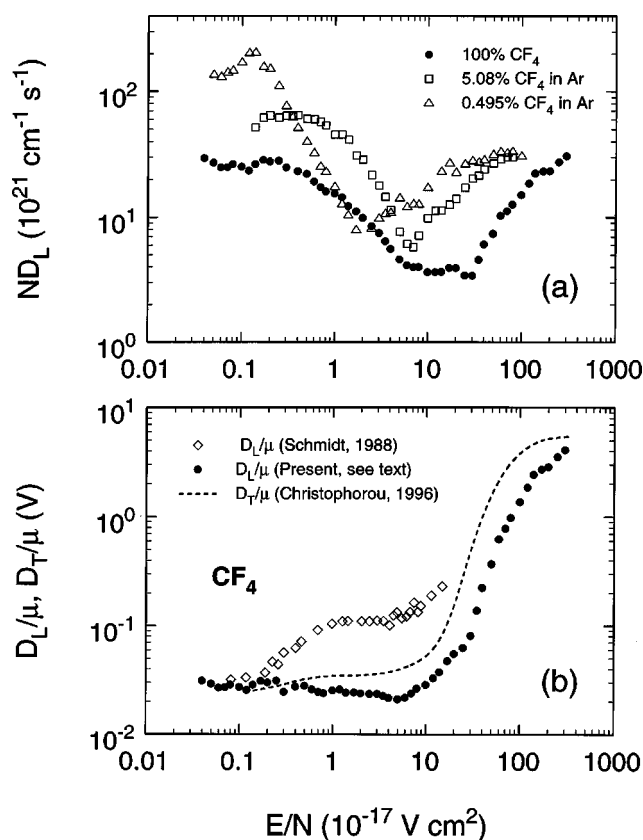 ND_L (10^21 cm^-1 s^-1)
10^2
10^1
10^0
100% CF_4
5.08% CF_4 in Ar
0.495% CF_4 in Ar
(a)
0.01 0.1 1 10 100 1000
D_L/μ, D_T/μ (V)
10^1
10^0
10^-1
10^-2
D_L/μ (Schmidt, 1988)
D_L/μ (Present, see text)
D_T/μ (Christophorou, 1996)
CF_4
(b)
0.01 0.1 1 10 100 1000
E/N (10^-17 V cm^2)